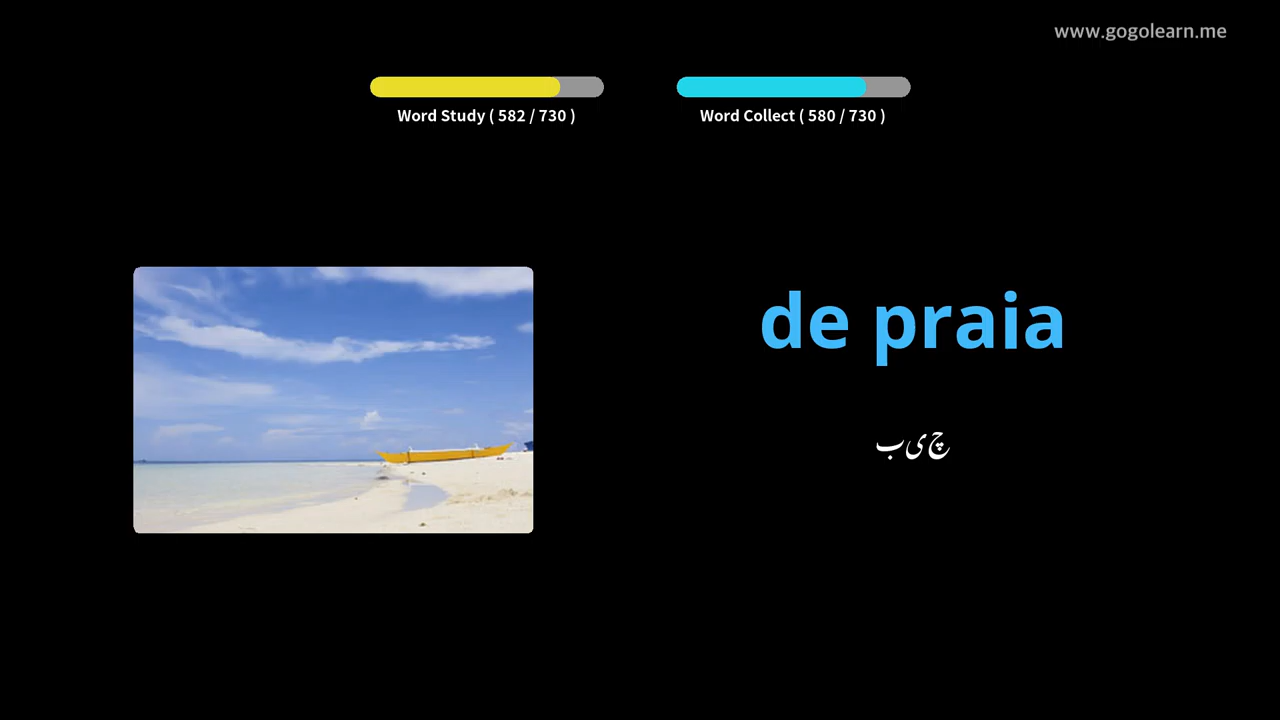 www.gogolearn.me
Word Study ( 582 / 730 )
Word Collect ( 580 / 730 )
de praia
چ‌ی‌ب